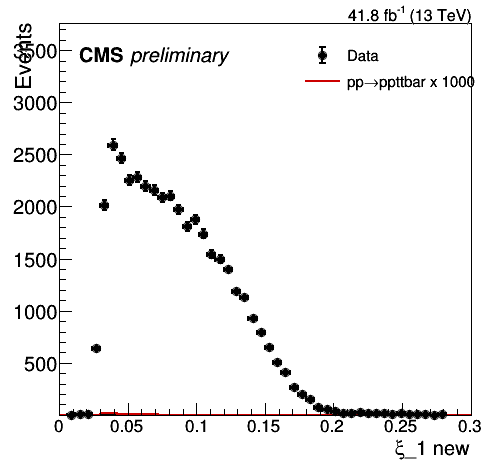 41.8 fb⁻¹ (13 TeV)
Events
CMS preliminary
Data
pp→ppttbar x 1000
3500
3000
2500
2000
1500
1000
500
0 0.05 0.1 0.15 0.2 0.25 0.3
ξ_1 new